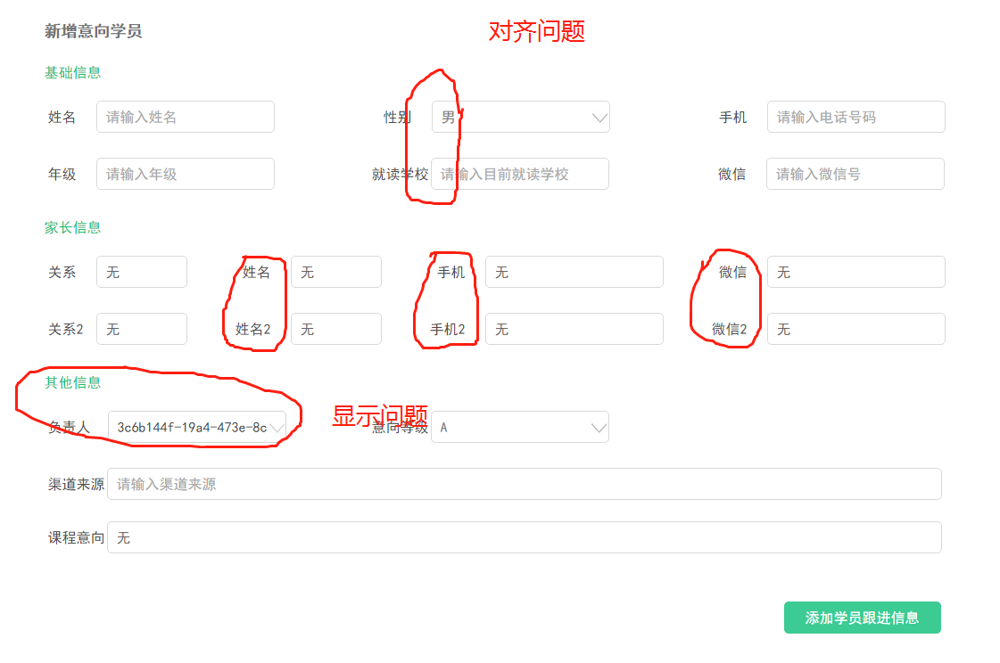 新增意向学员
对齐问题
基础信息
姓名 请输入姓名 性别 男 手机 请输入电话号码
年级 请输入年级 就读学校 请输入目前就读学校 微信 请输入微信号
家长信息
关系 无 姓名 无 手机 无 微信 无
关系2 无 姓名2 无 手机2 无 微信2 无
其他信息
显示问题
负责人 3c6b144f-19a4-473e-8c 意向等级 A
渠道来源 请输入渠道来源
课程意向 无
添加学员跟进信息